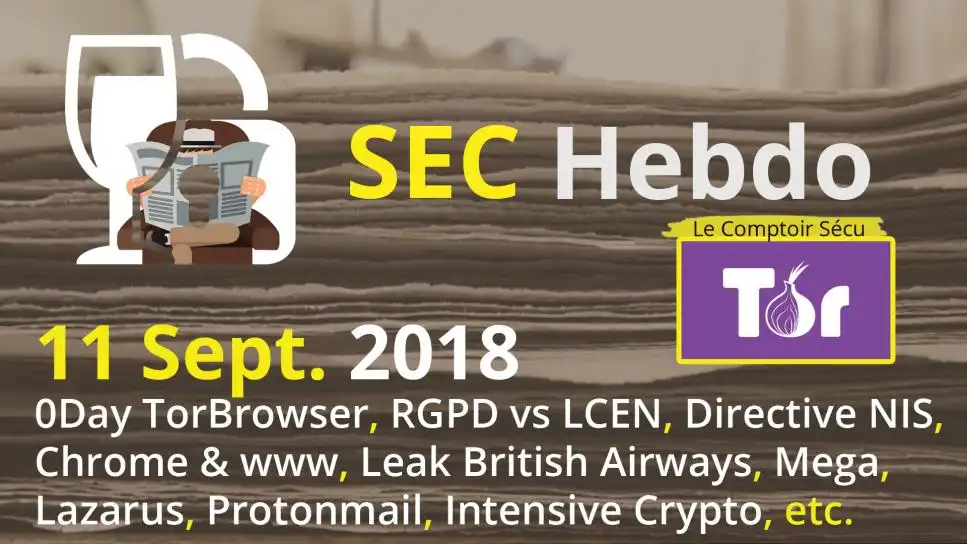 SEC Hebdo
Le Comptoir Sécu
Tor
11 Sept. 2018
0Day TorBrowser, RGPD vs LCEN, Directive NIS,
Chrome & www, Leak British Airways, Mega,
Lazarus, Protonmail, Intensive Crypto, etc.